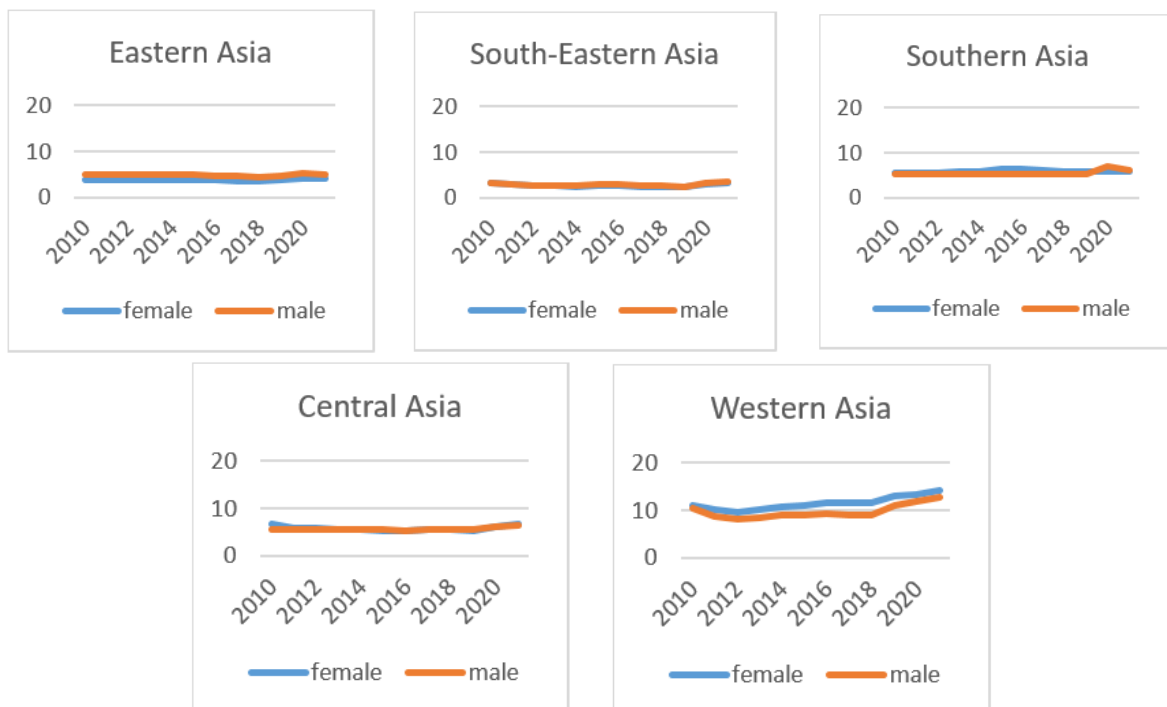 Eastern Asia
20
10
0
2010 2012 2014 2016 2018 2020
female male
South-Eastern Asia
20
10
0
2010 2012 2014 2016 2018 2020
female male
Southern Asia
20
10
0
2010 2012 2014 2016 2018 2020
female male
Central Asia
20
10
0
2010 2012 2014 2016 2018 2020
female male
Western Asia
20
10
0
2010 2012 2014 2016 2018 2020
female male